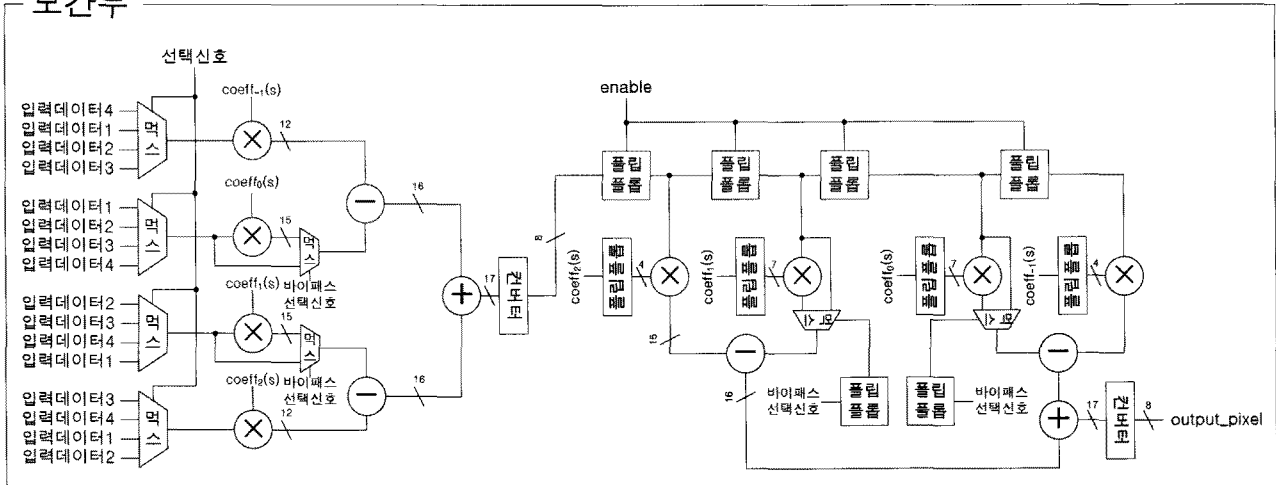 보간부
선택신호
입력데이터4
입력데이터1
입력데이터2
입력데이터3
먹스
coeff₋₁(s)
12
입력데이터1
입력데이터2
입력데이터3
입력데이터4
먹스
coeff₀(s)
15
먹스
바이패스
선택신호
16
입력데이터2
입력데이터3
입력데이터4
입력데이터1
먹스
coeff₁(s)
15
먹스
바이패스
선택신호
16
입력데이터3
입력데이터4
입력데이터1
입력데이터2
먹스
coeff₂(s)
12
17
컨버터
8
enable
플립
플롭
플립
플롭
플립
플롭
플립
플롭
coeff₂(s)
플립플롭
4
15
coeff₁(s)
플립플롭
7
먹스
coeff₀(s)
플립플롭
7
먹스
coeff₋₁(s)
플립플롭
4
16
바이패스
선택신호
플립
플롭
플립
플롭
바이패스
선택신호
17
컨버터
8
output_pixel